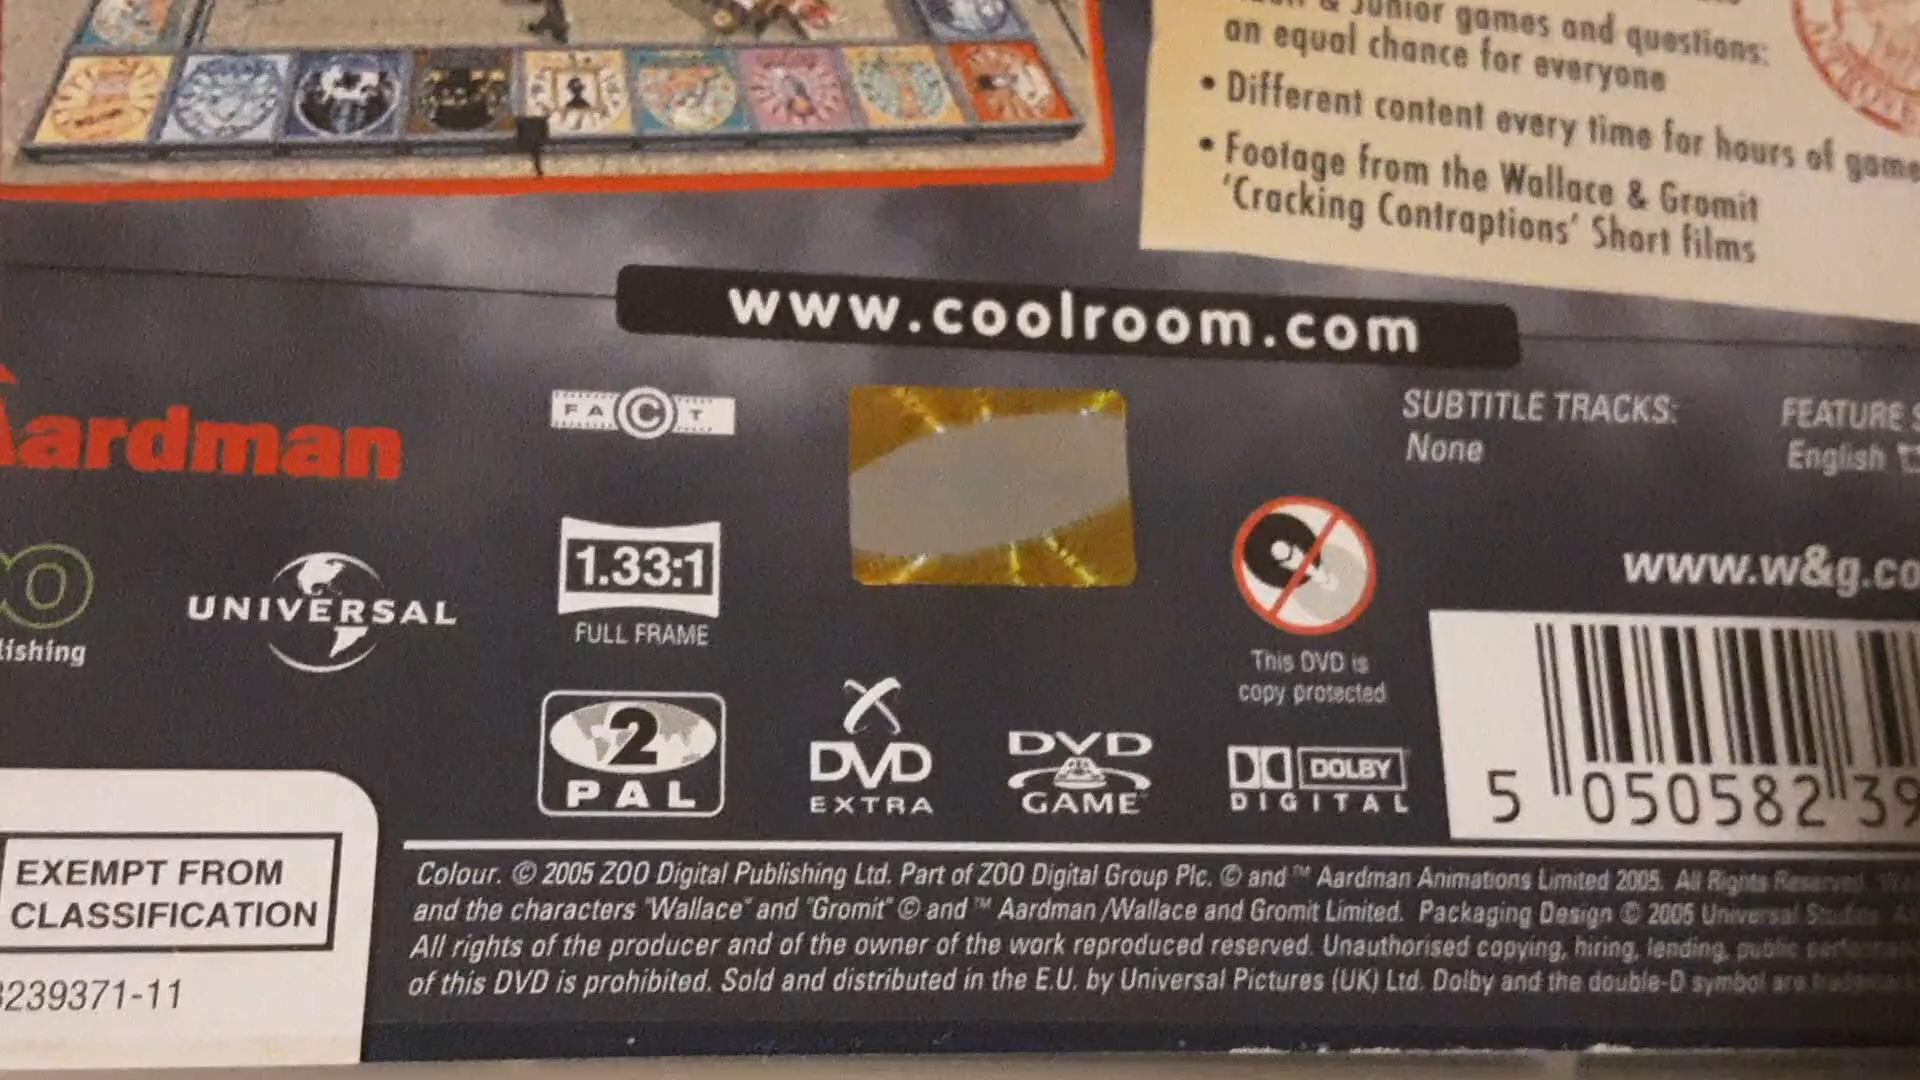 & Junior games and questions:
an equal chance for everyone
• Different content every time for hours of game
• Footage from the Wallace & Gromit
'Cracking Contraptions' Short films
www.coolroom.com
Aardman
FA©T
SUBTITLE TRACKS:
None
FEATURE S
English
1.33:1
FULL FRAME
UNIVERSAL
lishing
This DVD is
copy protected
www.w&g.co
2
PAL
DVD
EXTRA
DVD
GAME™
DOLBY
DIGITAL
5 050582 39
EXEMPT FROM
CLASSIFICATION
239371-11
Colour. © 2005 ZOO Digital Publishing Ltd. Part of ZOO Digital Group Plc. © and ™ Aardman Animations Limited 2005. All Rights Reserved.
and the characters "Wallace" and "Gromit" © and ™ Aardman/Wallace and Gromit Limited. Packaging Design © 2005 Universal Studios.
All rights of the producer and of the owner of the work reproduced reserved. Unauthorised copying, hiring, lending, public
of this DVD is prohibited. Sold and distributed in the E.U. by Universal Pictures (UK) Ltd. Dolby and the double-D symbol are